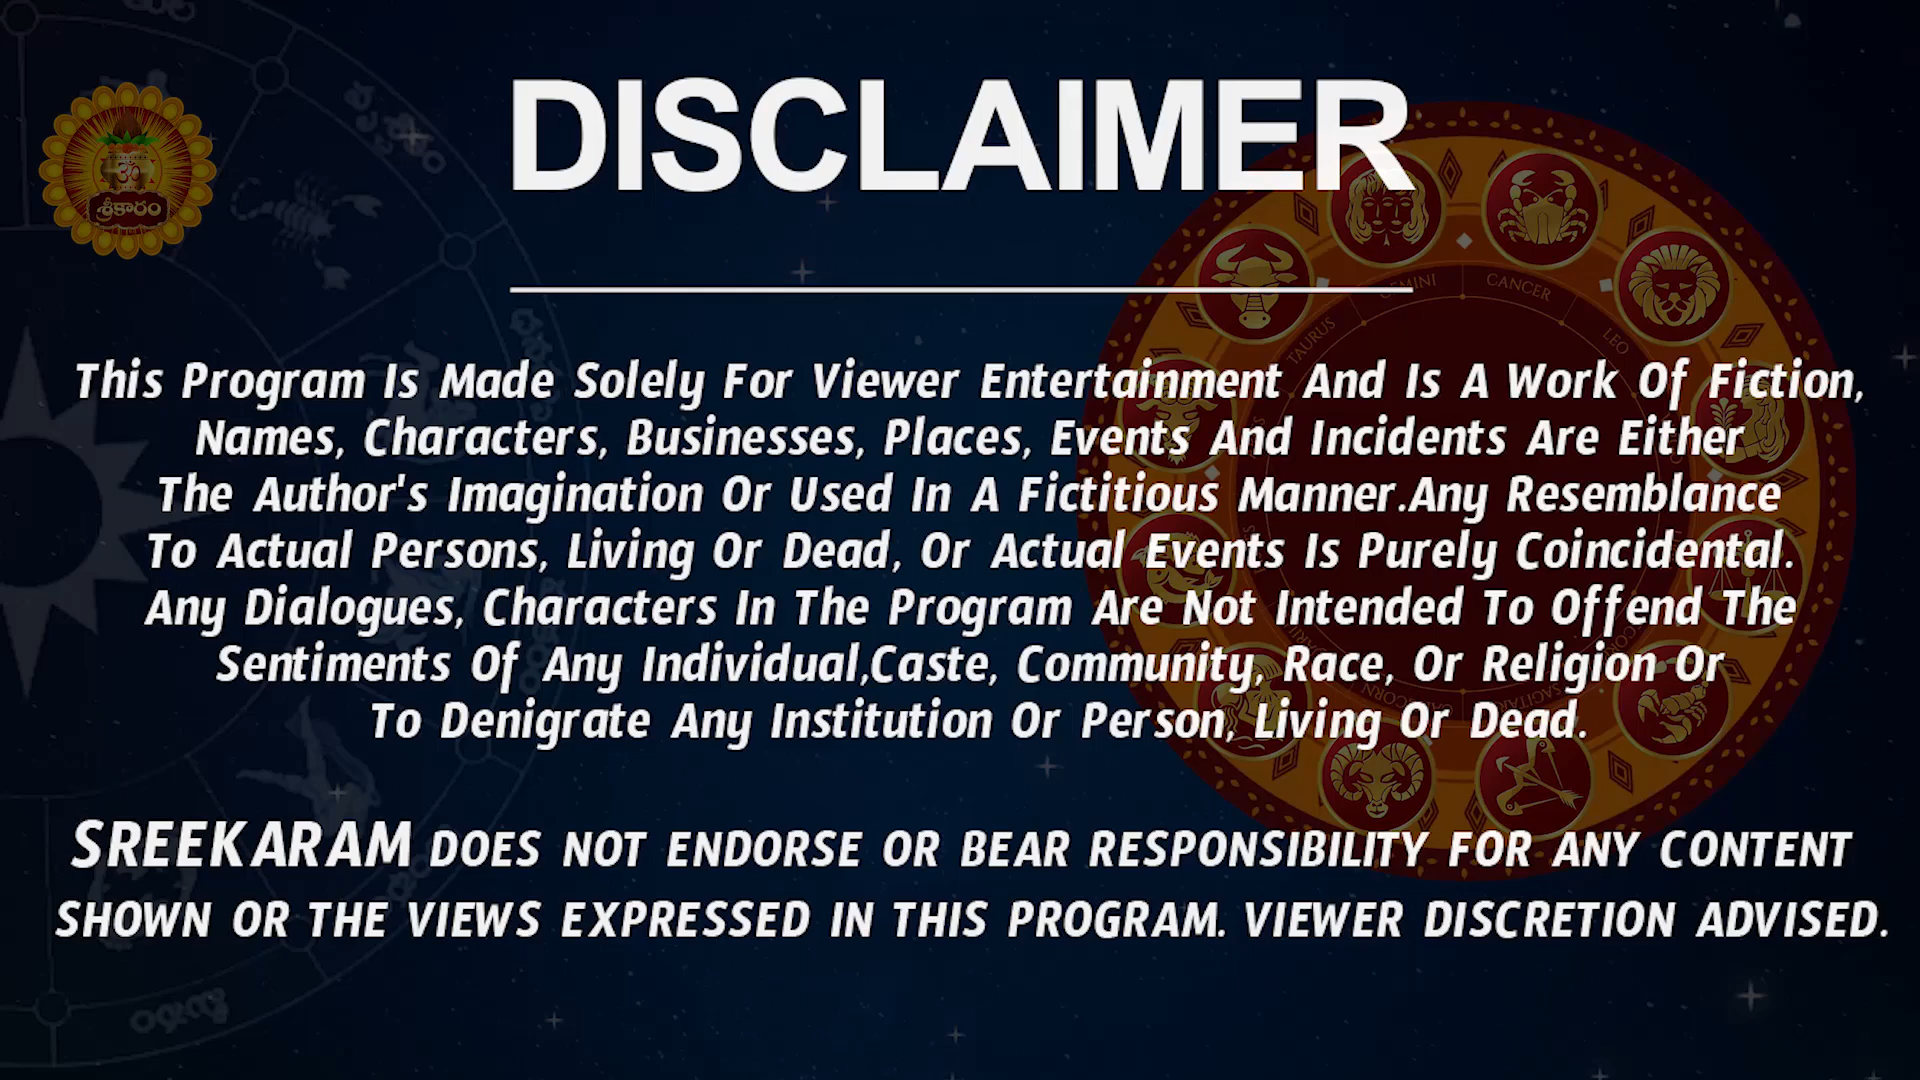 DISCLAIMER
శ్రీకారం
GEMINI
CANCER
TAURUS
LEO
This Program Is Made Solely For Viewer Entertainment And Is A Work Of Fiction,
Names, Characters, Businesses, Places, Events And Incidents Are Either
The Author's Imagination Or Used In A Fictitious Manner.Any Resemblance
To Actual Persons, Living Or Dead, Or Actual Events Is Purely Coincidental.
Any Dialogues, Characters In The Program Are Not Intended To Offend The
Sentiments Of Any Individual,Caste, Community, Race, Or Religion Or
To Denigrate Any Institution Or Person, Living Or Dead.
SREEKARAM DOES NOT ENDORSE OR BEAR RESPONSIBILITY FOR ANY CONTENT
SHOWN OR THE VIEWS EXPRESSED IN THIS PROGRAM. VIEWER DISCRETION ADVISED.